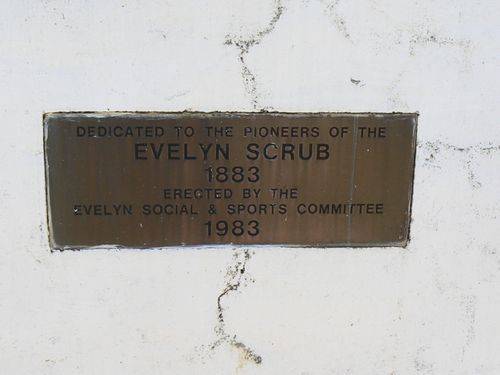 DEDICATED TO THE PIONEERS OF THE
EVELYN SCRUB
1883
ERECTED BY THE
EVELYN SOCIAL & SPORTS COMMITTEE
1983